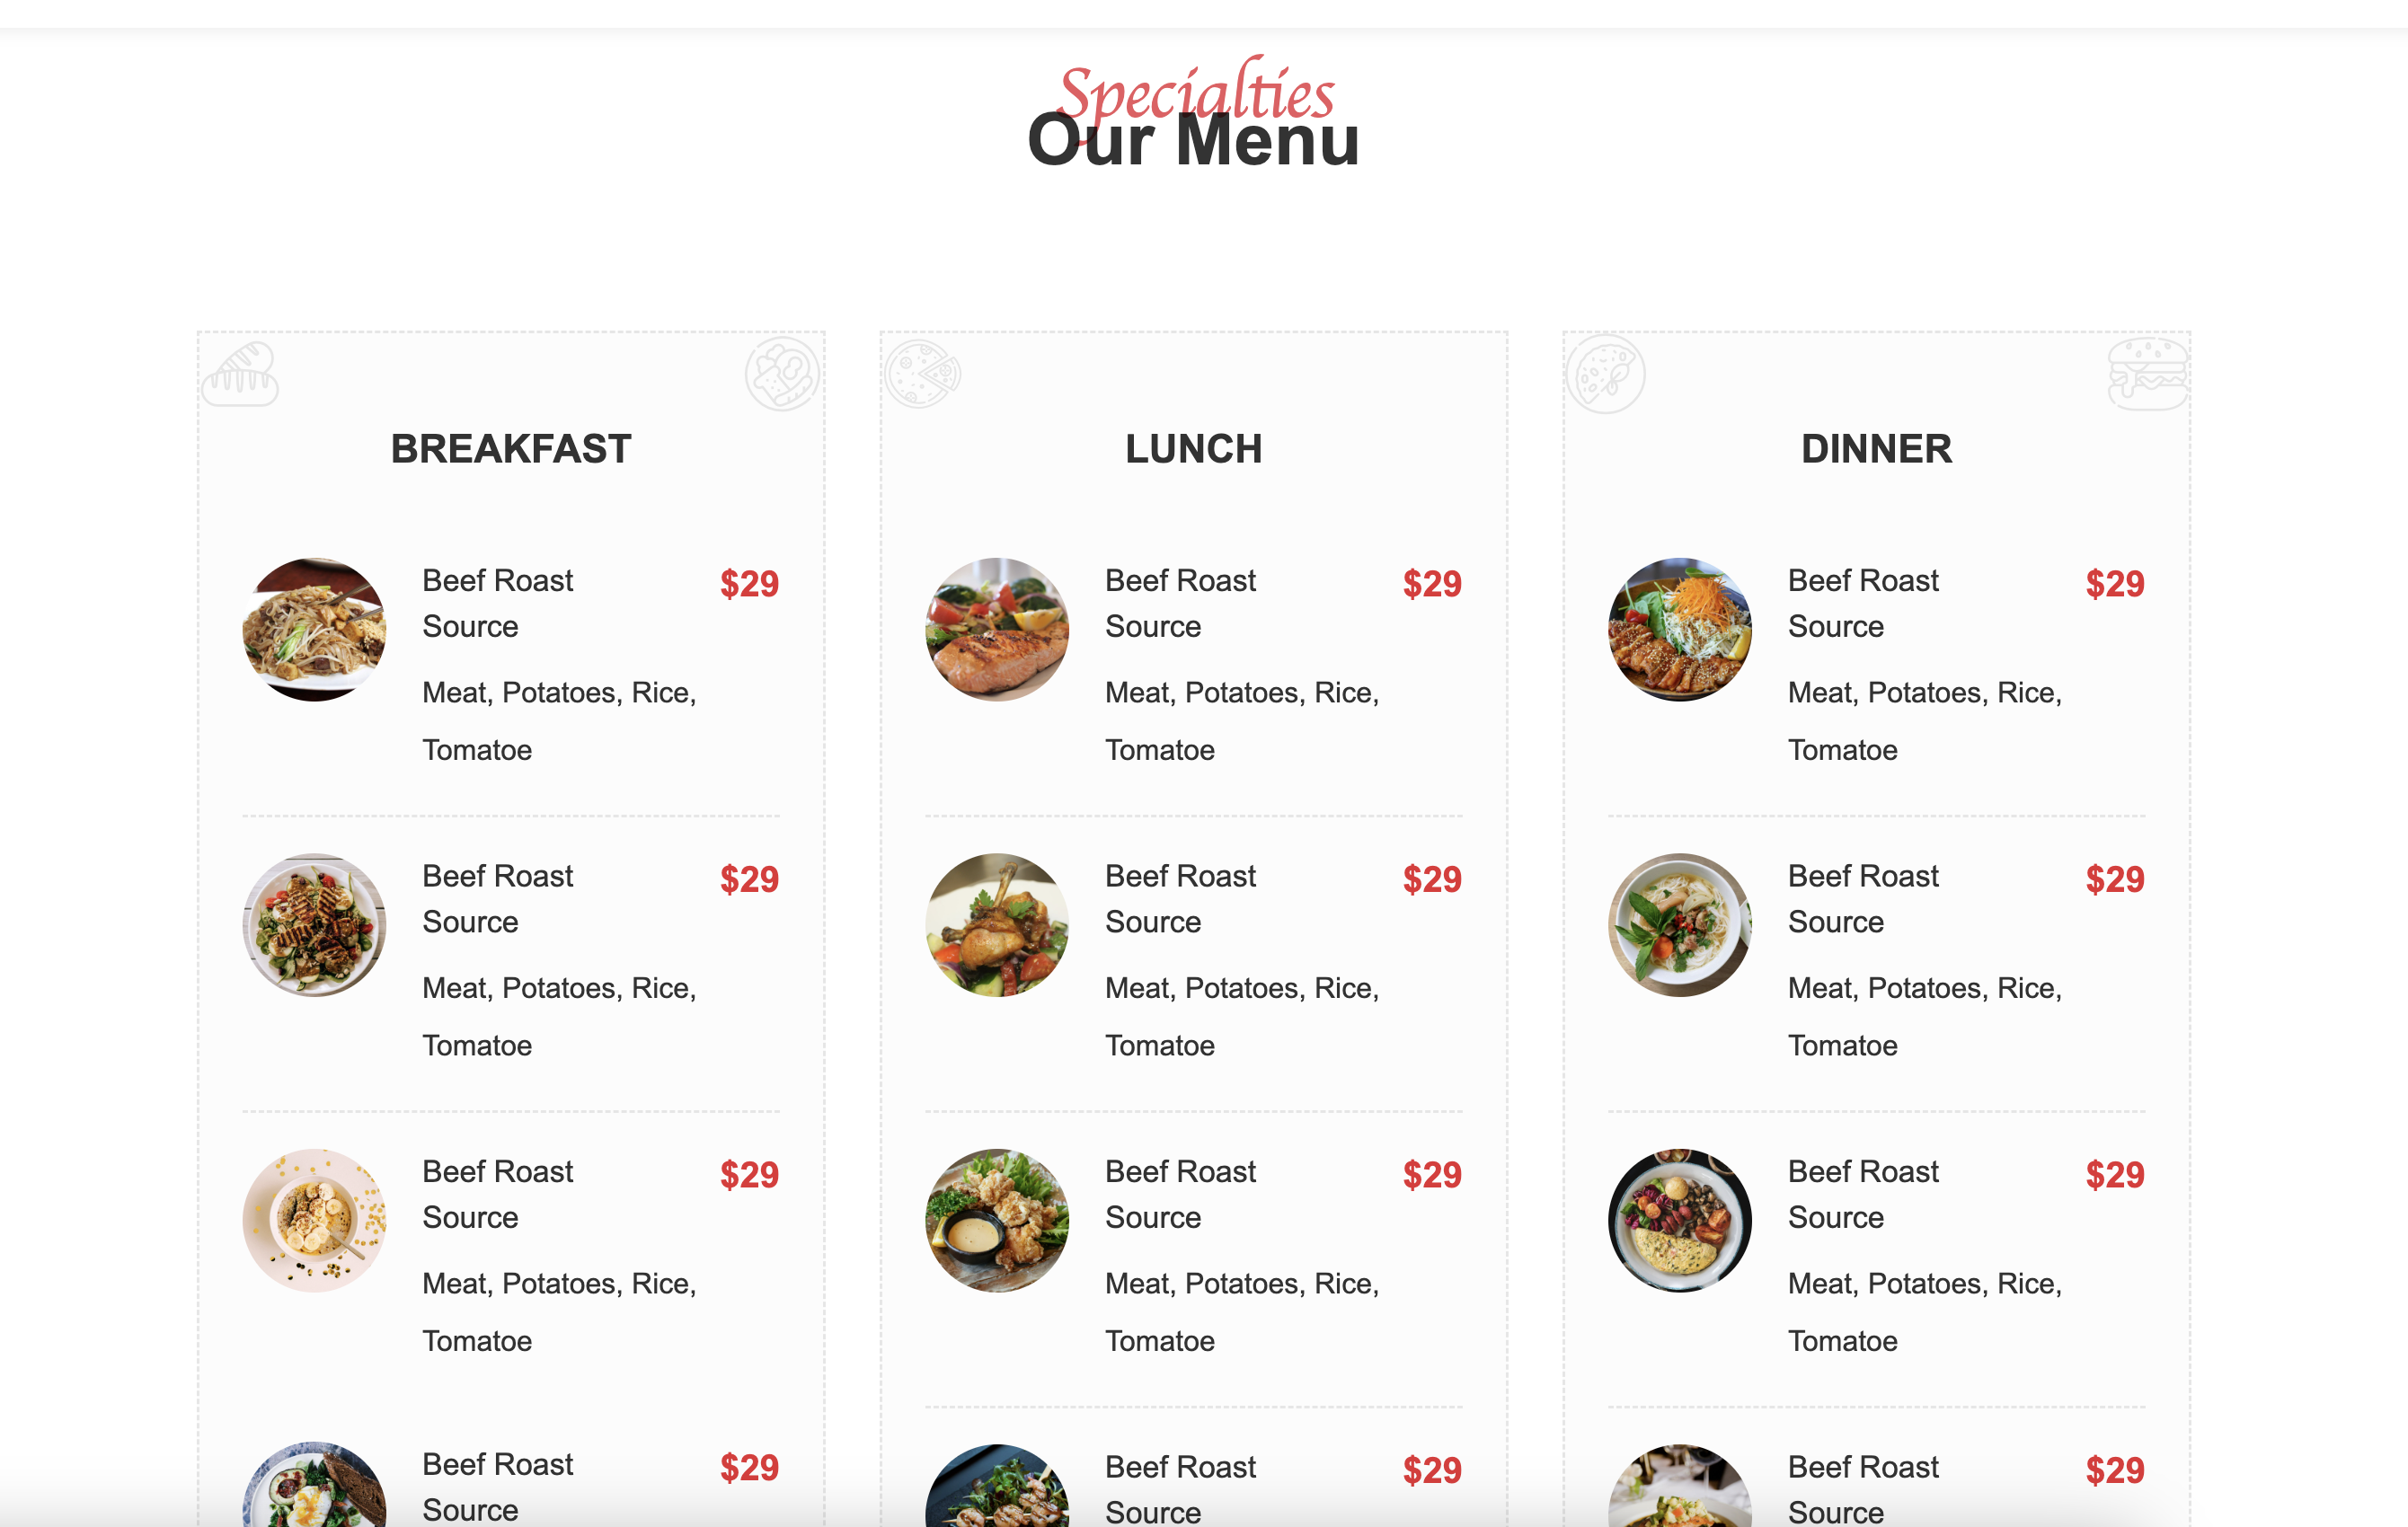 Specialties
Our Menu
BREAKFAST
Beef Roast
Source
$29
Meat, Potatoes, Rice,
Tomatoe
Beef Roast
Source
$29
Meat, Potatoes, Rice,
Tomatoe
Beef Roast
Source
$29
Meat, Potatoes, Rice,
Tomatoe
Beef Roast
Source
$29
LUNCH
Beef Roast
Source
$29
Meat, Potatoes, Rice,
Tomatoe
Beef Roast
Source
$29
Meat, Potatoes, Rice,
Tomatoe
Beef Roast
Source
$29
Meat, Potatoes, Rice,
Tomatoe
Beef Roast
Source
$29
DINNER
Beef Roast
Source
$29
Meat, Potatoes, Rice,
Tomatoe
Beef Roast
Source
$29
Meat, Potatoes, Rice,
Tomatoe
Beef Roast
Source
$29
Meat, Potatoes, Rice,
Tomatoe
Beef Roast
Source
$29